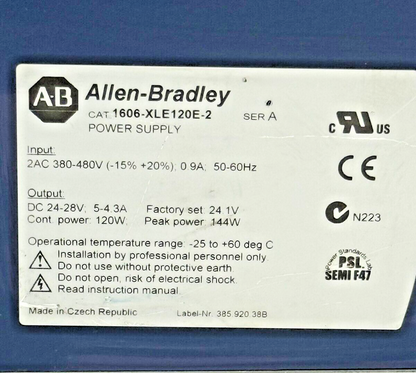 AB Allen-Bradley
CAT. 1606-XLE120E-2 SER A
POWER SUPPLY
c RU US
Input:
2AC 380-480V (-15% +20%); 0.9A; 50-60Hz
CE
Output:
DC 24-28V; 5-4.3A Factory set: 24.1V
Cont. power: 120W; Peak power: 144W
N223
Operational temperature range: -25 to +60 deg C
Installation by professional personnel only
Do not use without protective earth
Do not open, risk of electrical shock
Read instruction manual
Power Standards Lab
PSL
SEMI F47
Made in Czech Republic Label-Nr. 385.920.38B